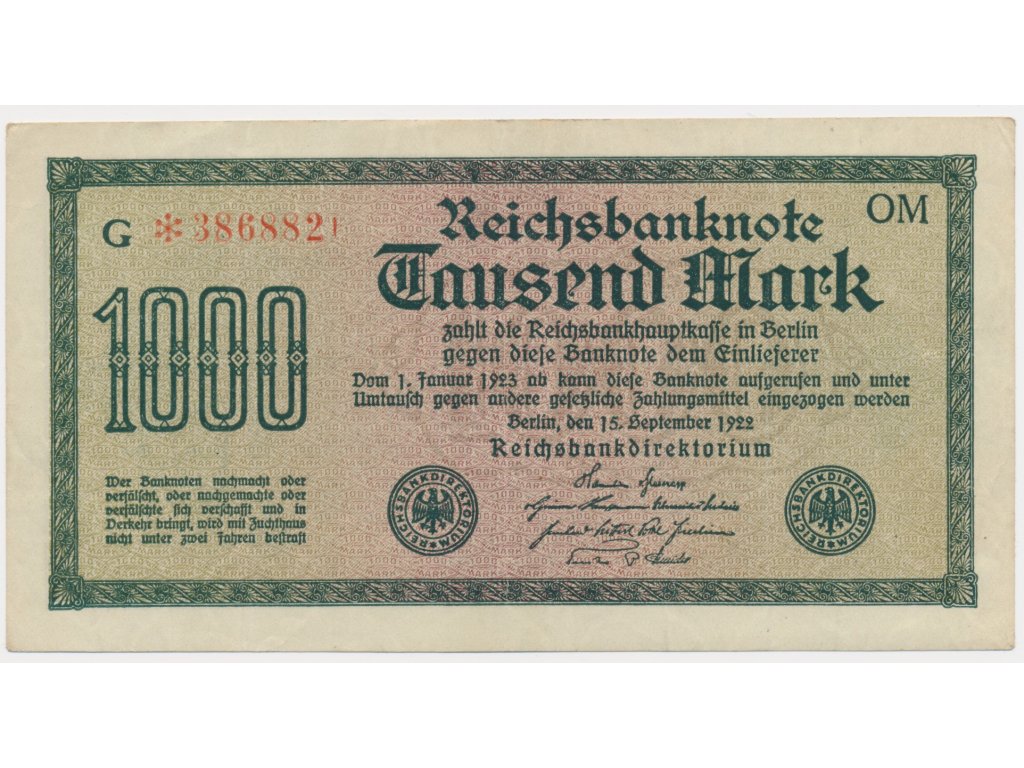 G *386882!
OM
Reichsbanknote
Tausend Mark
1000
zahlt die Reichsbankhauptkasse in Berlin
gegen diese Banknote dem Einlieferer
Vom 1. Januar 1923 ab kann diese Banknote aufgerufen und unter
Umtausch gegen andere gesetzliche Zahlungsmittel eingezogen werden
Berlin, den 15. September 1922
Reichsbankdirektorium
Wer Banknoten nachmacht oder
verfälscht, oder nachgemachte oder
verfälschte sich verschafft und in
Verkehr bringt, wird mit Zuchthaus
nicht unter zwei Jahren bestraft
REICHSBANKDIREKTORIUM
REICHSBANKDIREKTORIUM